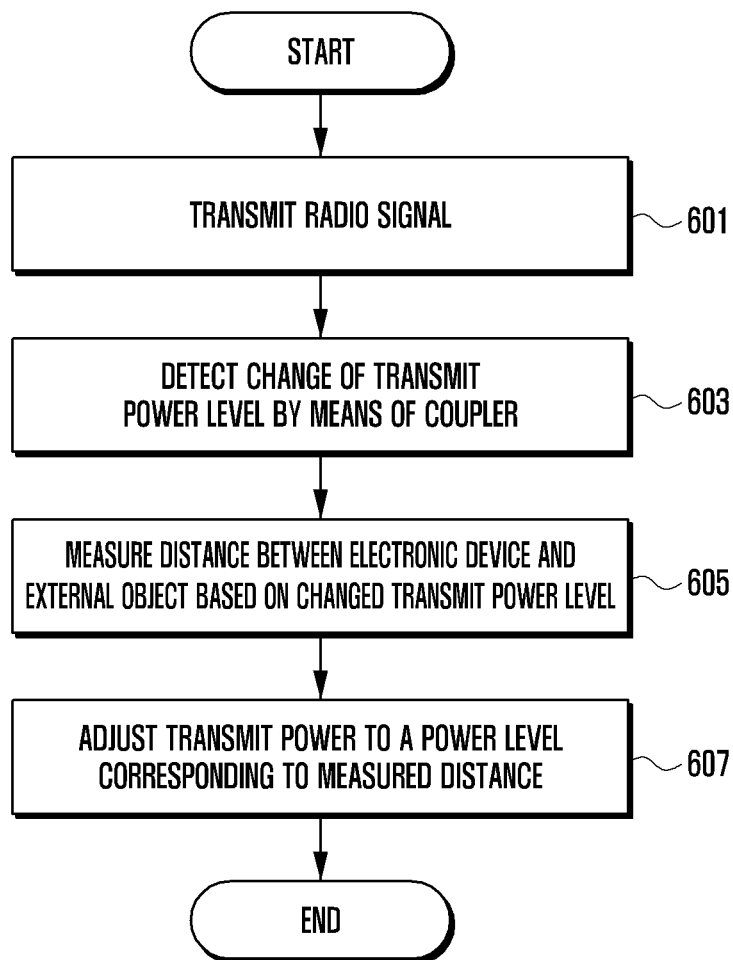 START
TRANSMIT RADIO SIGNAL
601
DETECT CHANGE OF TRANSMIT
POWER LEVEL BY MEANS OF COUPLER
603
MEASURE DISTANCE BETWEEN ELECTRONIC DEVICE AND
EXTERNAL OBJECT BASED ON CHANGED TRANSMIT POWER LEVEL
605
ADJUST TRANSMIT POWER TO A POWER LEVEL
CORRESPONDING TO MEASURED DISTANCE
607
END